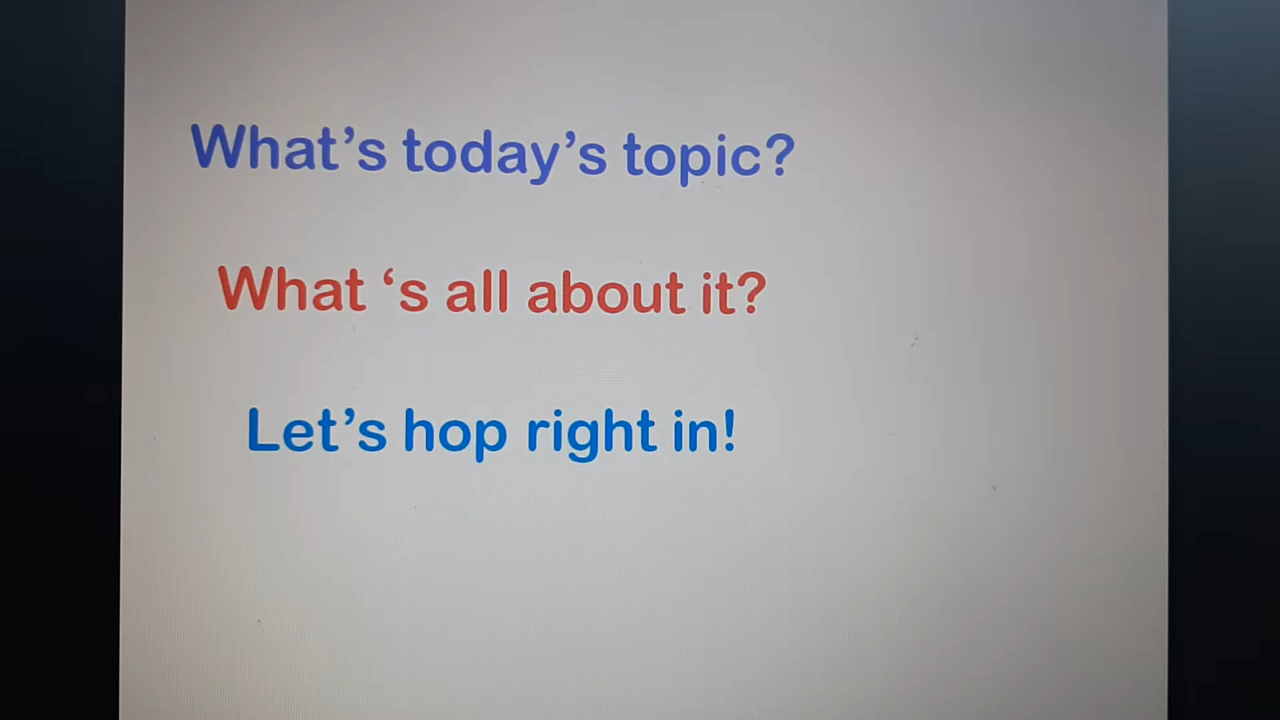 What’s today’s topic?
What ‘s all about it?
Let’s hop right in!